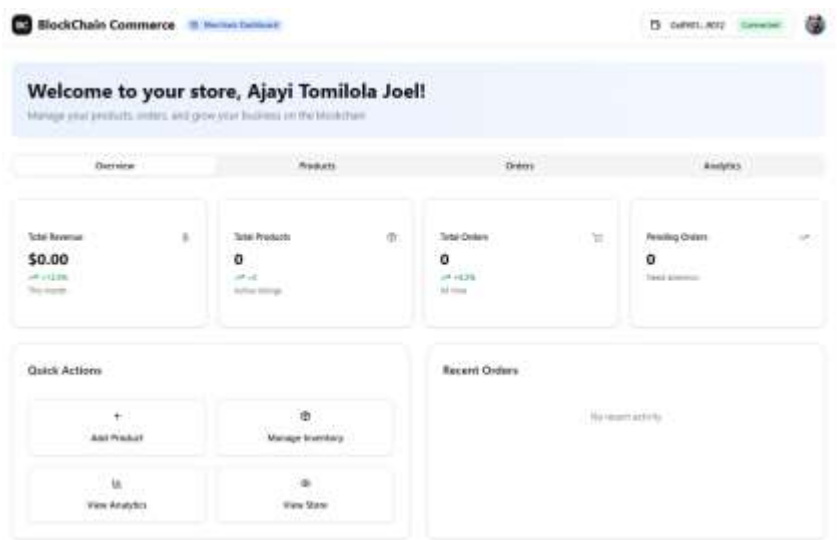 BC BlockChain Commerce Merchant Dashboard Connected
Welcome to your store, Ajayi Tomilola Joel!
Manage your products, orders, and grow your business on the blockchain
Overview Products Orders Analytics
Total Revenue Total Products Total Orders Pending Orders
$0.00 0 0 0
This month Active listings All time Need attention
Quick Actions
Add Product Manage Inventory
View Analytics View Store
Recent Orders
No recent activity